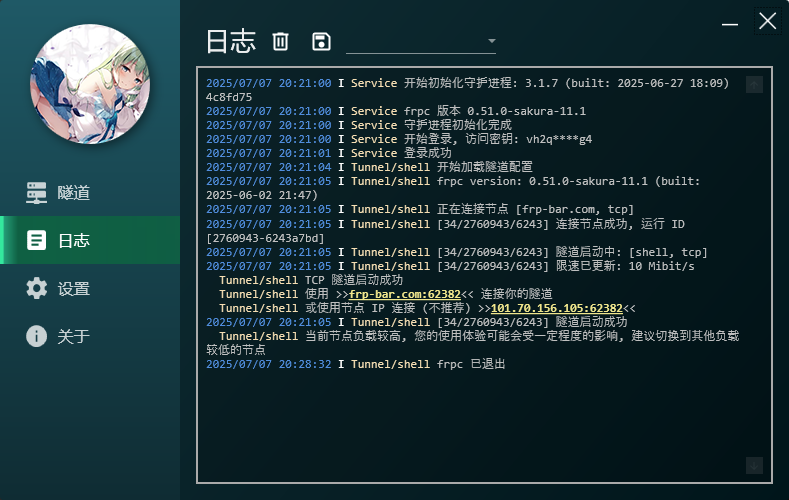 日志
隧道
日志
设置
关于
2025/07/07 20:21:00 I Service 开始初始化守护进程: 3.1.7 (built: 2025-06-27 18:09)
4c8fd75
2025/07/07 20:21:00 I Service frpc 版本 0.51.0-sakura-11.1
2025/07/07 20:21:00 I Service 守护进程初始化完成
2025/07/07 20:21:00 I Service 开始登录, 访问密钥: vh2q****g4
2025/07/07 20:21:01 I Service 登录成功
2025/07/07 20:21:04 I Tunnel/shell 开始加载隧道配置
2025/07/07 20:21:05 I Tunnel/shell frpc version: 0.51.0-sakura-11.1 (built:
2025-06-02 21:47)
2025/07/07 20:21:05 I Tunnel/shell 正在连接节点 [frp-bar.com, tcp]
2025/07/07 20:21:05 I Tunnel/shell [34/2760943/6243] 连接节点成功, 运行 ID
[2760943-6243a7bd]
2025/07/07 20:21:05 I Tunnel/shell [34/2760943/6243] 隧道启动中: [shell, tcp]
2025/07/07 20:21:05 I Tunnel/shell [34/2760943/6243] 限速已更新: 10 Mibit/s
Tunnel/shell TCP 隧道启动成功
Tunnel/shell 使用 >>frp-bar.com:62382<< 连接你的隧道
Tunnel/shell 或使用节点 IP 连接 (不推荐) >>101.70.156.105:62382<<
2025/07/07 20:21:05 I Tunnel/shell [34/2760943/6243] 隧道启动成功
Tunnel/shell 当前节点负载较高, 您的使用体验可能会受一定程度的影响, 建议切换到其他负载
较低的节点
2025/07/07 20:28:32 I Tunnel/shell frpc 已退出